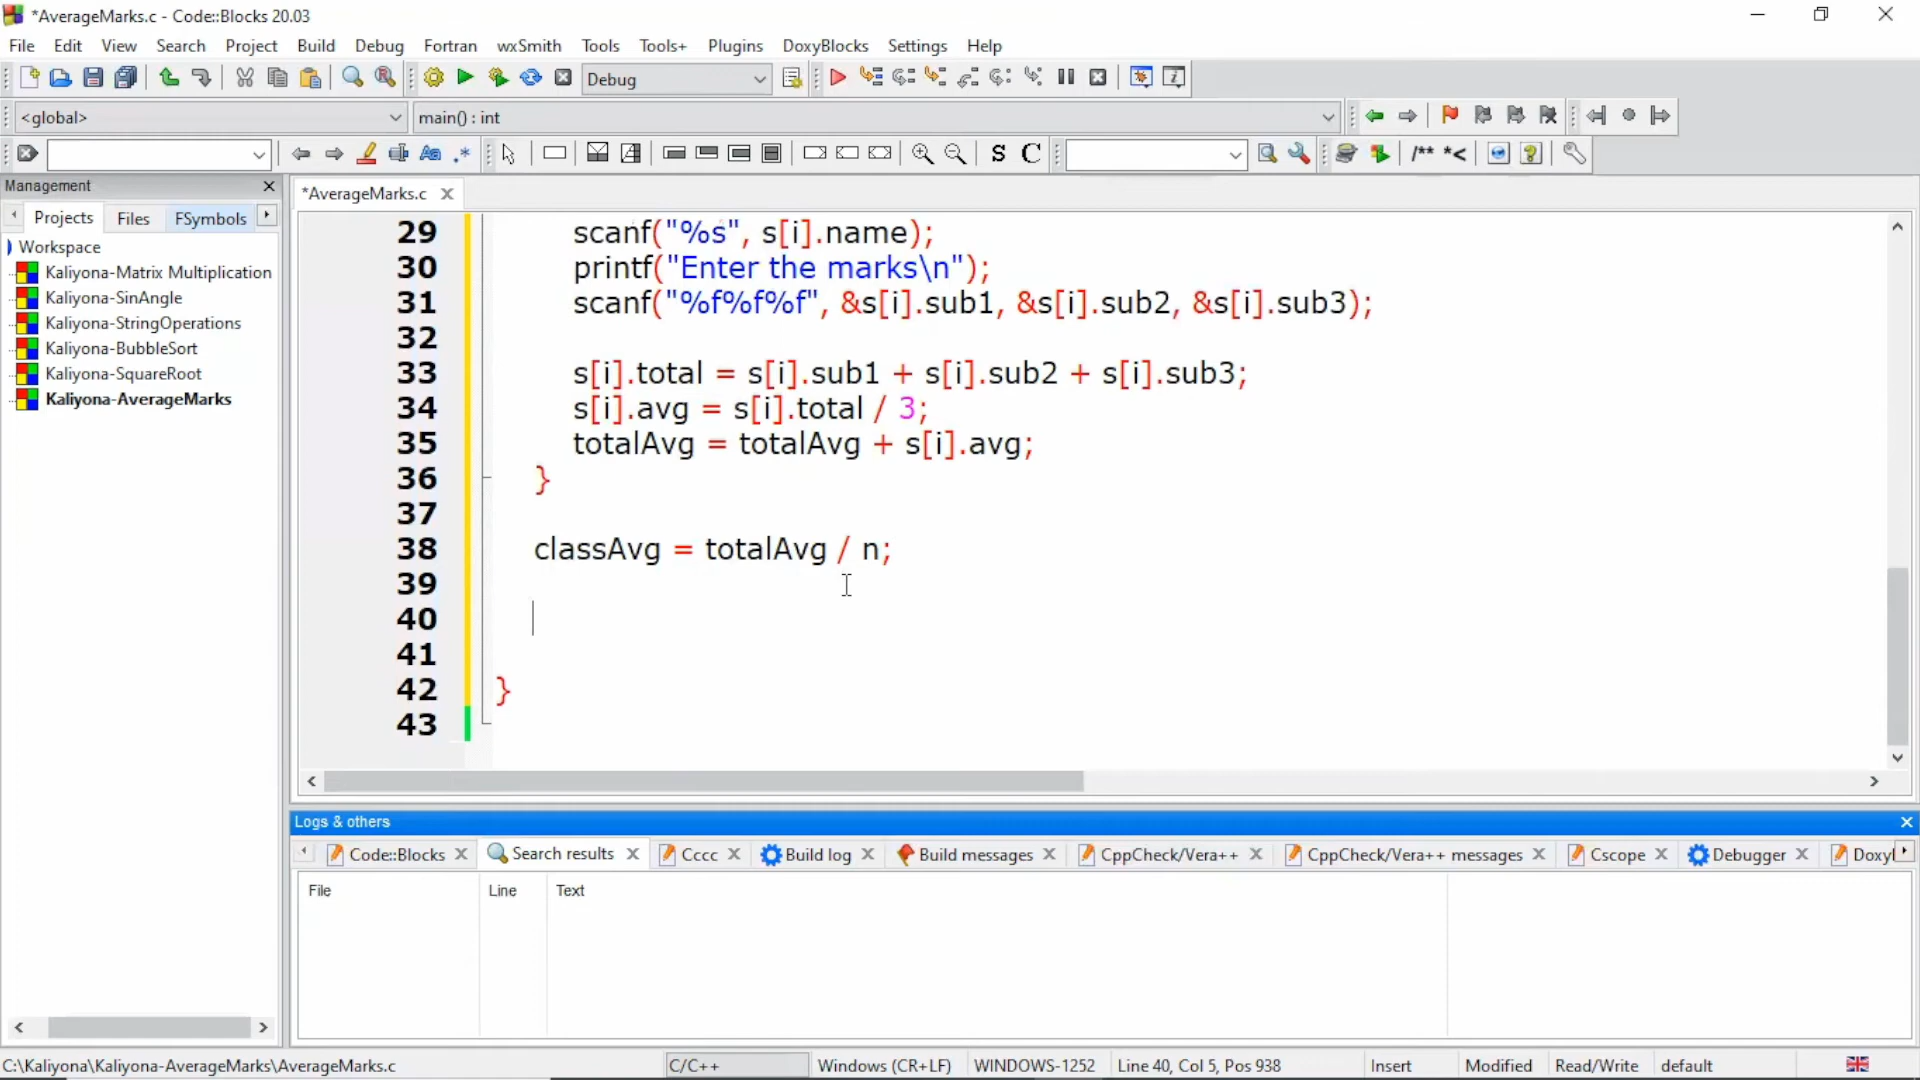 *AverageMarks.c - Code::Blocks 20.03
File Edit View Search Project Build Debug Fortran wxSmith Tools Tools+ Plugins DoxyBlocks Settings Help
Debug
<global> main() : int
S C /** *<
Management
Projects Files FSymbols
Workspace
Kaliyona-Matrix Multiplication
Kaliyona-SinAngle
Kaliyona-StringOperations
Kaliyona-BubbleSort
Kaliyona-SquareRoot
Kaliyona-AverageMarks
*AverageMarks.c
29 scanf("%s", s[i].name);
30 printf("Enter the marks\n");
31 scanf("%f%f%f", &s[i].sub1, &s[i].sub2, &s[i].sub3);
32
33 s[i].total = s[i].sub1 + s[i].sub2 + s[i].sub3;
34 s[i].avg = s[i].total / 3;
35 totalAvg = totalAvg + s[i].avg;
36 }
37
38 classAvg = totalAvg / n;
39
40
41
42 }
43
Logs & others
Code::Blocks Search results Cccc Build log Build messages CppCheck/Vera++ CppCheck/Vera++ messages Cscope Debugger Doxyl
File Line Text
C:\Kaliyona\Kaliyona-AverageMarks\AverageMarks.c C/C++ Windows (CR+LF) WINDOWS-1252 Line 40, Col 5, Pos 938 Insert Modified Read/Write default